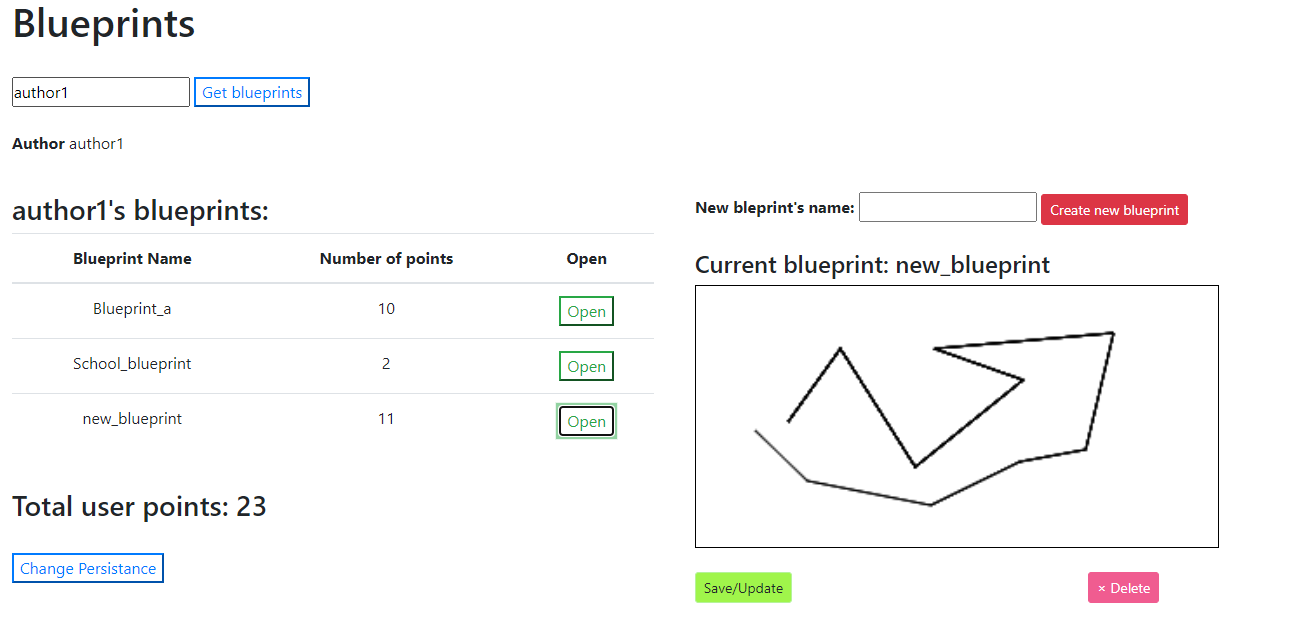 Blueprints
author1 Get blueprints
Author author1
author1's blueprints:
Blueprint Name Number of points Open
Blueprint_a 10 Open
School_blueprint 2 Open
new_blueprint 11 Open
Total user points: 23
Change Persistance
New bleprint's name: Create new blueprint
Current blueprint: new_blueprint
Save/Update × Delete